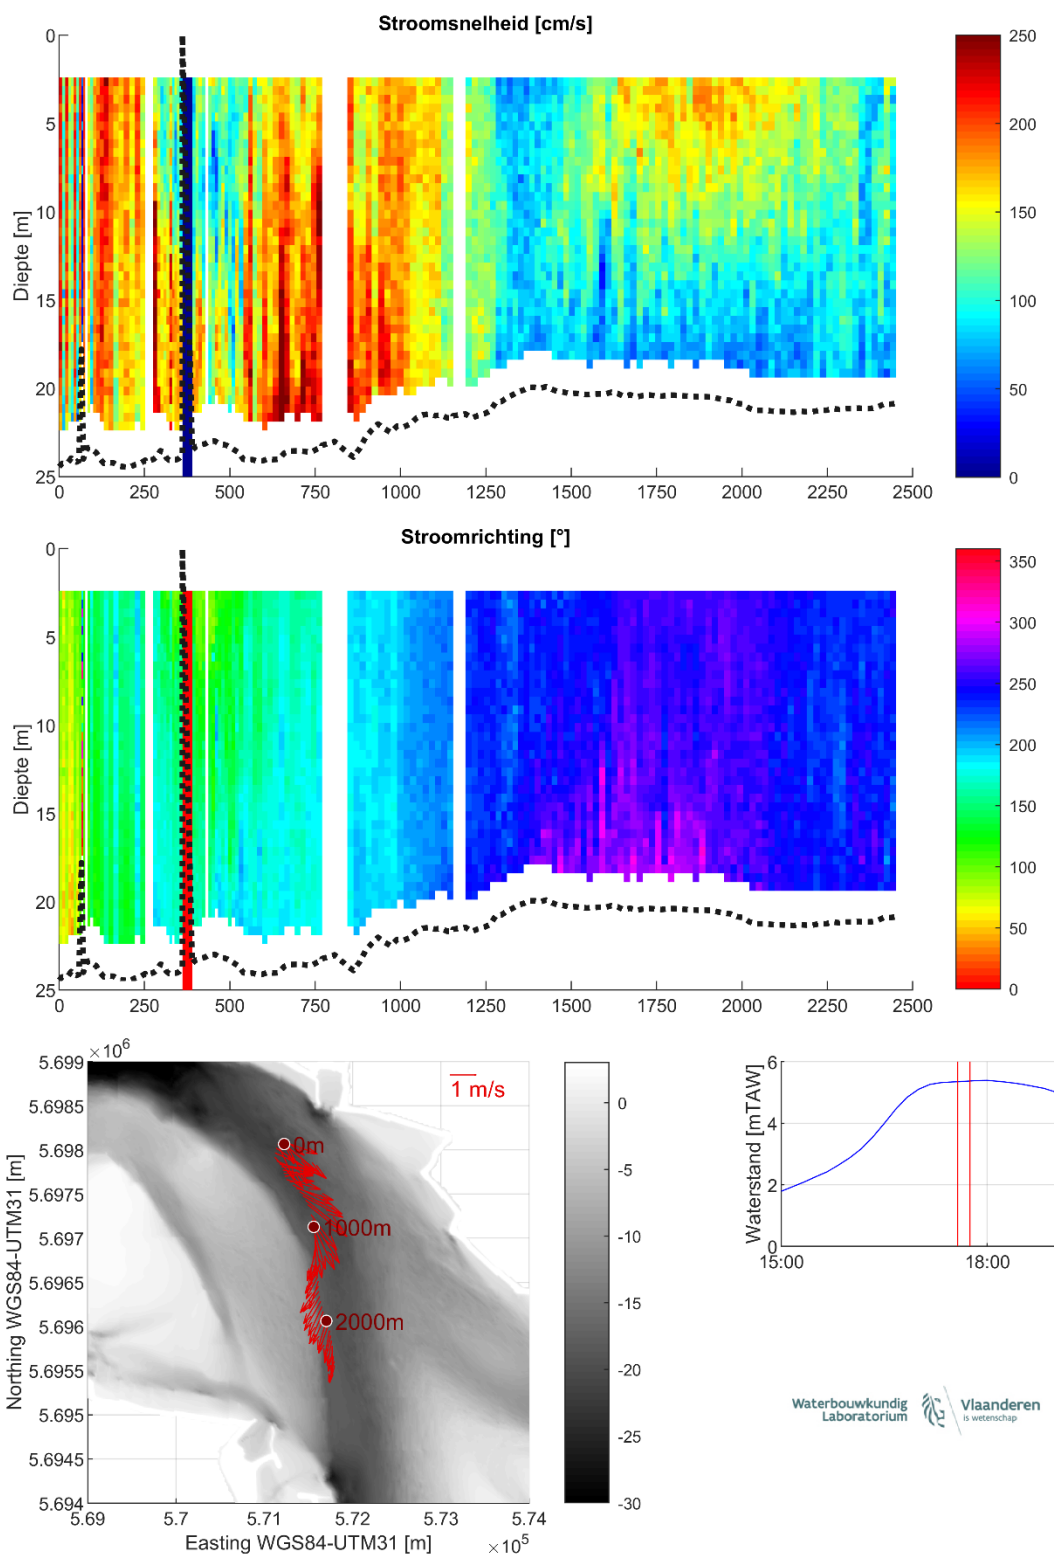 Stroomsnelheid [cm/s]
Diepte [m]
0
5
10
15
20
25
0 250 500 750 1000 1250 1500 1750 2000 2250 2500
250
200
150
100
50
0
Stroomrichting [°]
Diepte [m]
0
5
10
15
20
25
0 250 500 750 1000 1250 1500 1750 2000 2250 2500
350
300
250
200
150
100
50
0
×10⁶
Northing WGS84-UTM31 [m]
5.699
5.6985
5.698
5.6975
5.697
5.6965
5.696
5.6955
5.695
5.6945
5.694
5.69 5.7 5.71 5.72 5.73 5.74
Easting WGS84-UTM31 [m]
×10⁵
1 m/s
0m
1000m
2000m
0
-5
-10
-15
-20
-25
-30
Waterstand [mTAW]
6
4
2
0
15:00 18:00
Waterbouwkundig
Laboratorium
Vlaanderen
is wetenschap